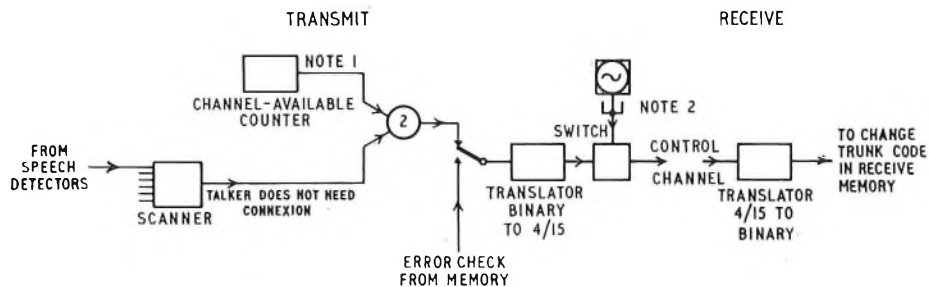 TRANSMIT
RECEIVE
NOTE 1
CHANNEL-AVAILABLE
COUNTER
2
NOTE 2
SWITCH
FROM
SPEECH
DETECTORS
SCANNER
TALKER DOES NOT NEED
CONNEXION
ERROR CHECK
FROM MEMORY
TRANSLATOR
BINARY
TO 4/15
CONTROL
CHANNEL
TRANSLATOR
4/15 TO
BINARY
TO CHANGE
TRUNK CODE
IN RECEIVE
MEMORY